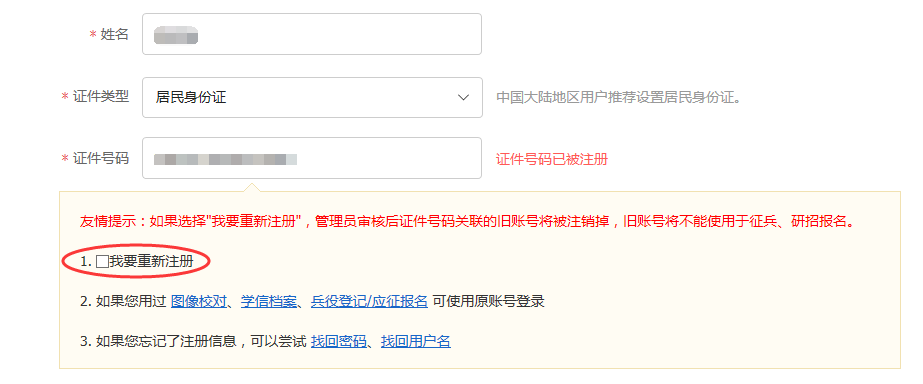 * 姓名
* 证件类型 居民身份证 中国大陆地区用户推荐设置居民身份证。
* 证件号码 证件号码已被注册
友情提示：如果选择"我要重新注册"，管理员审核后证件号码关联的旧账号将被注销掉，旧账号将不能使用于征兵、研招报名。
1. 我要重新注册
2. 如果您用过 图像校对、学信档案、兵役登记/应征报名 可使用原账号登录
3. 如果您忘记了注册信息，可以尝试 找回密码、找回用户名